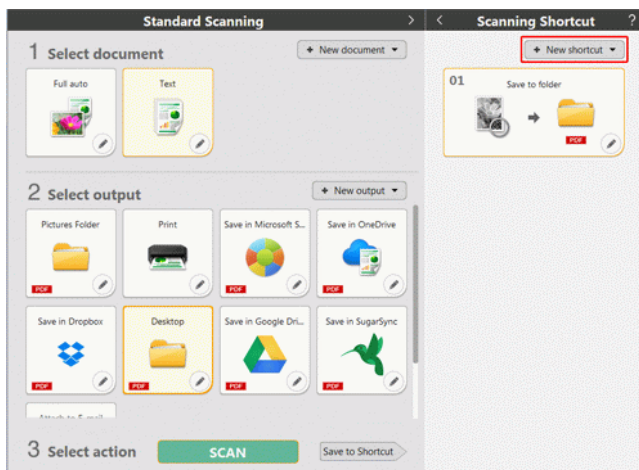 Standard Scanning >
< Scanning Shortcut ?
1 Select document
+ New document
+ New shortcut
Full auto
Text
01
Save to folder
PDF
2 Select output
+ New output
Pictures Folder
Print
Save in Microsoft S...
Save in OneDrive
PDF
PDF
PDF
Save in Dropbox
Desktop
Save in Google Dri...
Save in SugarSync
PDF
PDF
PDF
PDF
Attach to E-mail
3 Select action
SCAN
Save to Shortcut